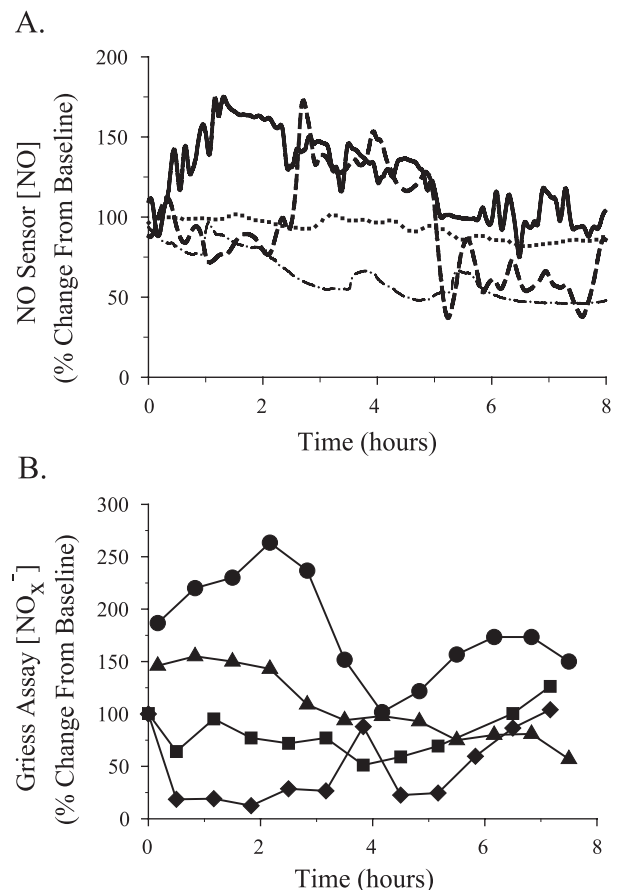 A.
NO Sensor [NO]
(% Change From Baseline)
200
150
100
50
0
0 2 4 6 8
Time (hours)
B.
Griess Assay [NOX-]
(% Change From Baseline)
300
250
200
150
100
50
0
0 2 4 6 8
Time (hours)